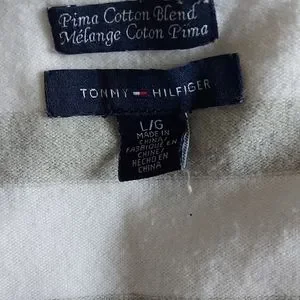 Pima Cotton Blend
Mélange Coton Pima
TOMMY HILFIGER
L/G
MADE IN
CHINA/
FABRIQUÉ EN
CHINE/
HECHO EN
CHINA